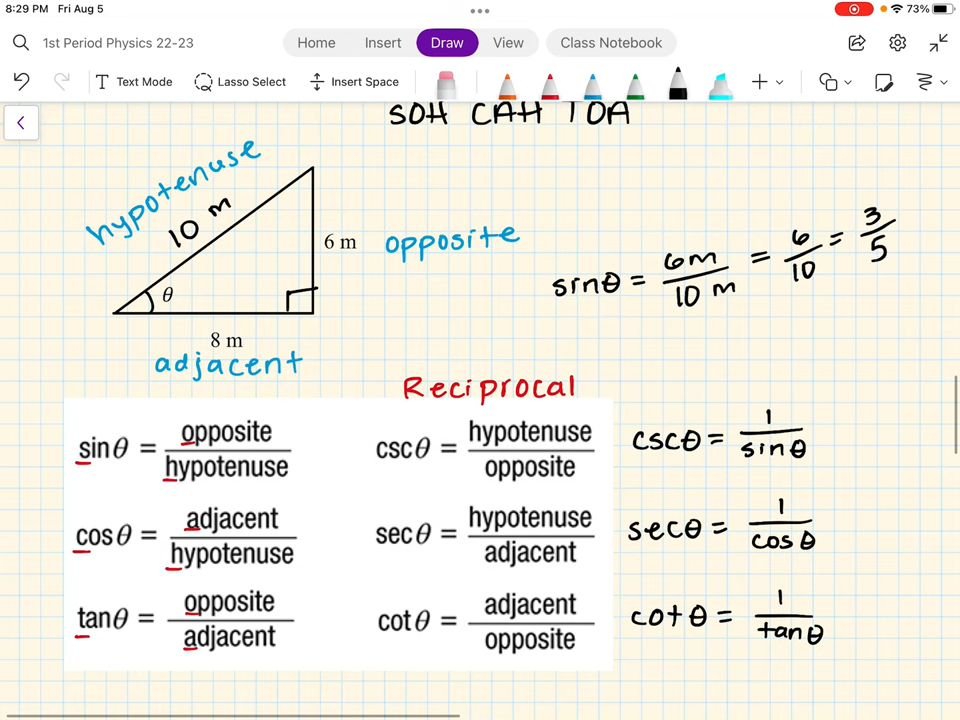 8:29 PM Fri Aug 5
73%
1st Period Physics 22-23
Home Insert Draw View Class Notebook
Text Mode Lasso Select Insert Space
SOH CAH TOA
hypotenuse
10 m
6 m
opposite
θ
8 m
adjacent
sinθ = 6m/10 m = 6/10 = 3/5
Reciprocal
sinθ = opposite/hypotenuse cscθ = hypotenuse/opposite cscθ = 1/sinθ
cosθ = adjacent/hypotenuse secθ = hypotenuse/adjacent secθ = 1/cosθ
tanθ = opposite/adjacent cotθ = adjacent/opposite cotθ = 1/tanθ